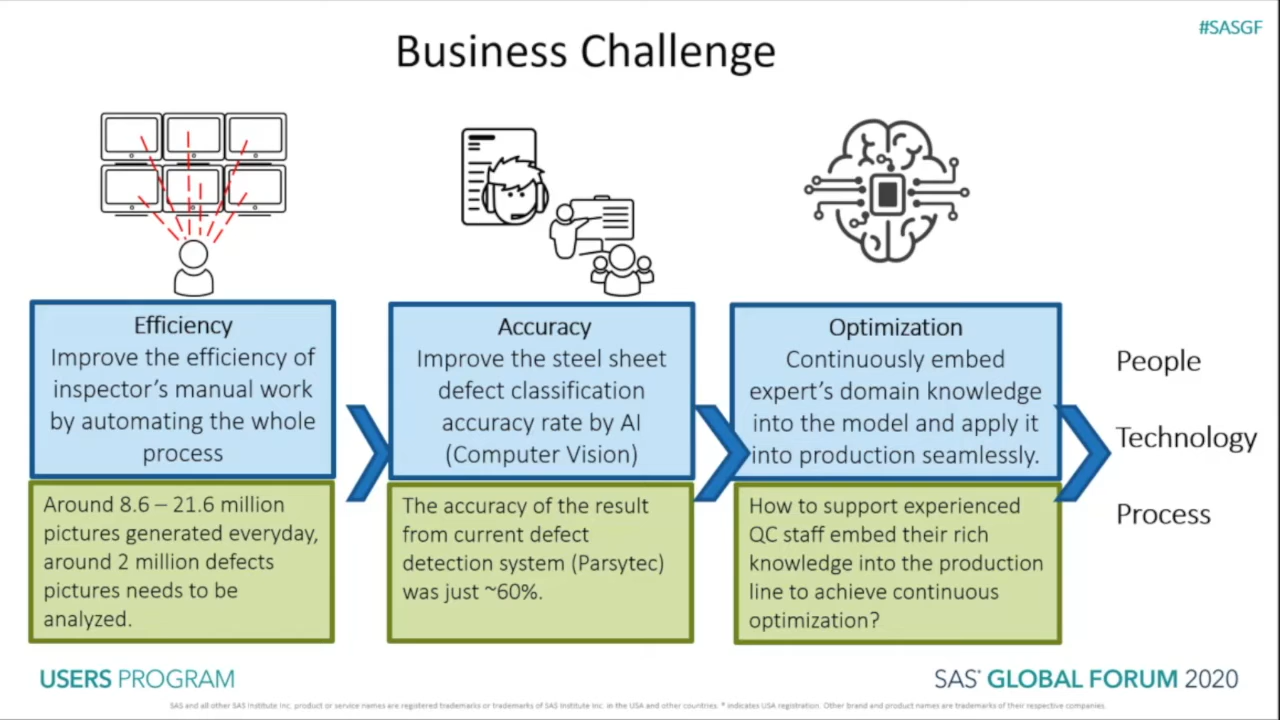 #SASGF
Business Challenge
Efficiency
Improve the efficiency of
inspector's manual work
by automating the whole
process
Around 8.6 – 21.6 million
pictures generated everyday,
around 2 million defects
pictures needs to be
analyzed.
Accuracy
Improve the steel sheet
defect classification
accuracy rate by AI
(Computer Vision)
The accuracy of the result
from current defect
detection system (Parsytec)
was just ~60%.
Optimization
Continuously embed
expert's domain knowledge
into the model and apply it
into production seamlessly.
How to support experienced
QC staff embed their rich
knowledge into the production
line to achieve continuous
optimization?
People
Technology
Process
USERS PROGRAM
SAS® GLOBAL FORUM 2020
SAS and all other SAS Institute Inc. product or service names are registered trademarks or trademarks of SAS Institute Inc. in the USA and other countries. ® indicates USA registration. Other brand and product names are trademarks of their respective companies.